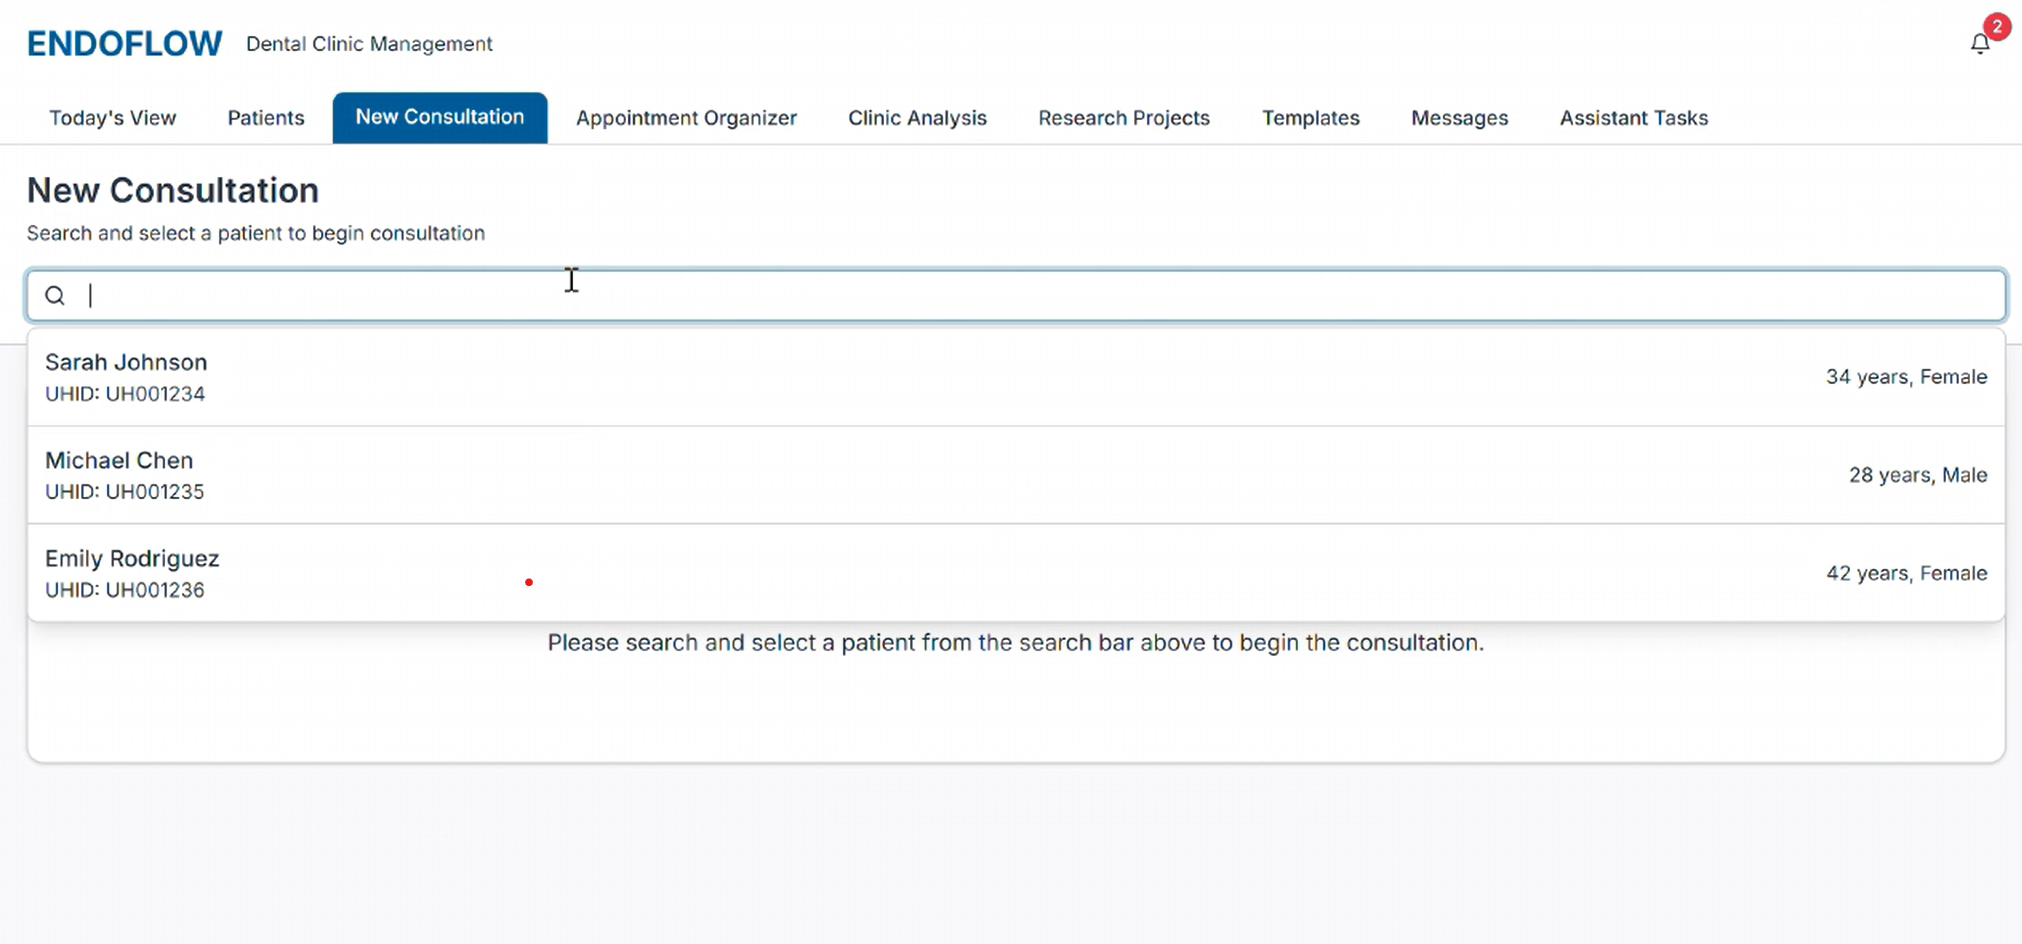 ENDOFLOW Dental Clinic Management 2
Today's View Patients New Consultation Appointment Organizer Clinic Analysis Research Projects Templates Messages Assistant Tasks
New Consultation
Search and select a patient to begin consultation
Sarah Johnson
UHID: UH001234
34 years, Female
Michael Chen
UHID: UH001235
28 years, Male
Emily Rodriguez
UHID: UH001236
42 years, Female
Please search and select a patient from the search bar above to begin the consultation.